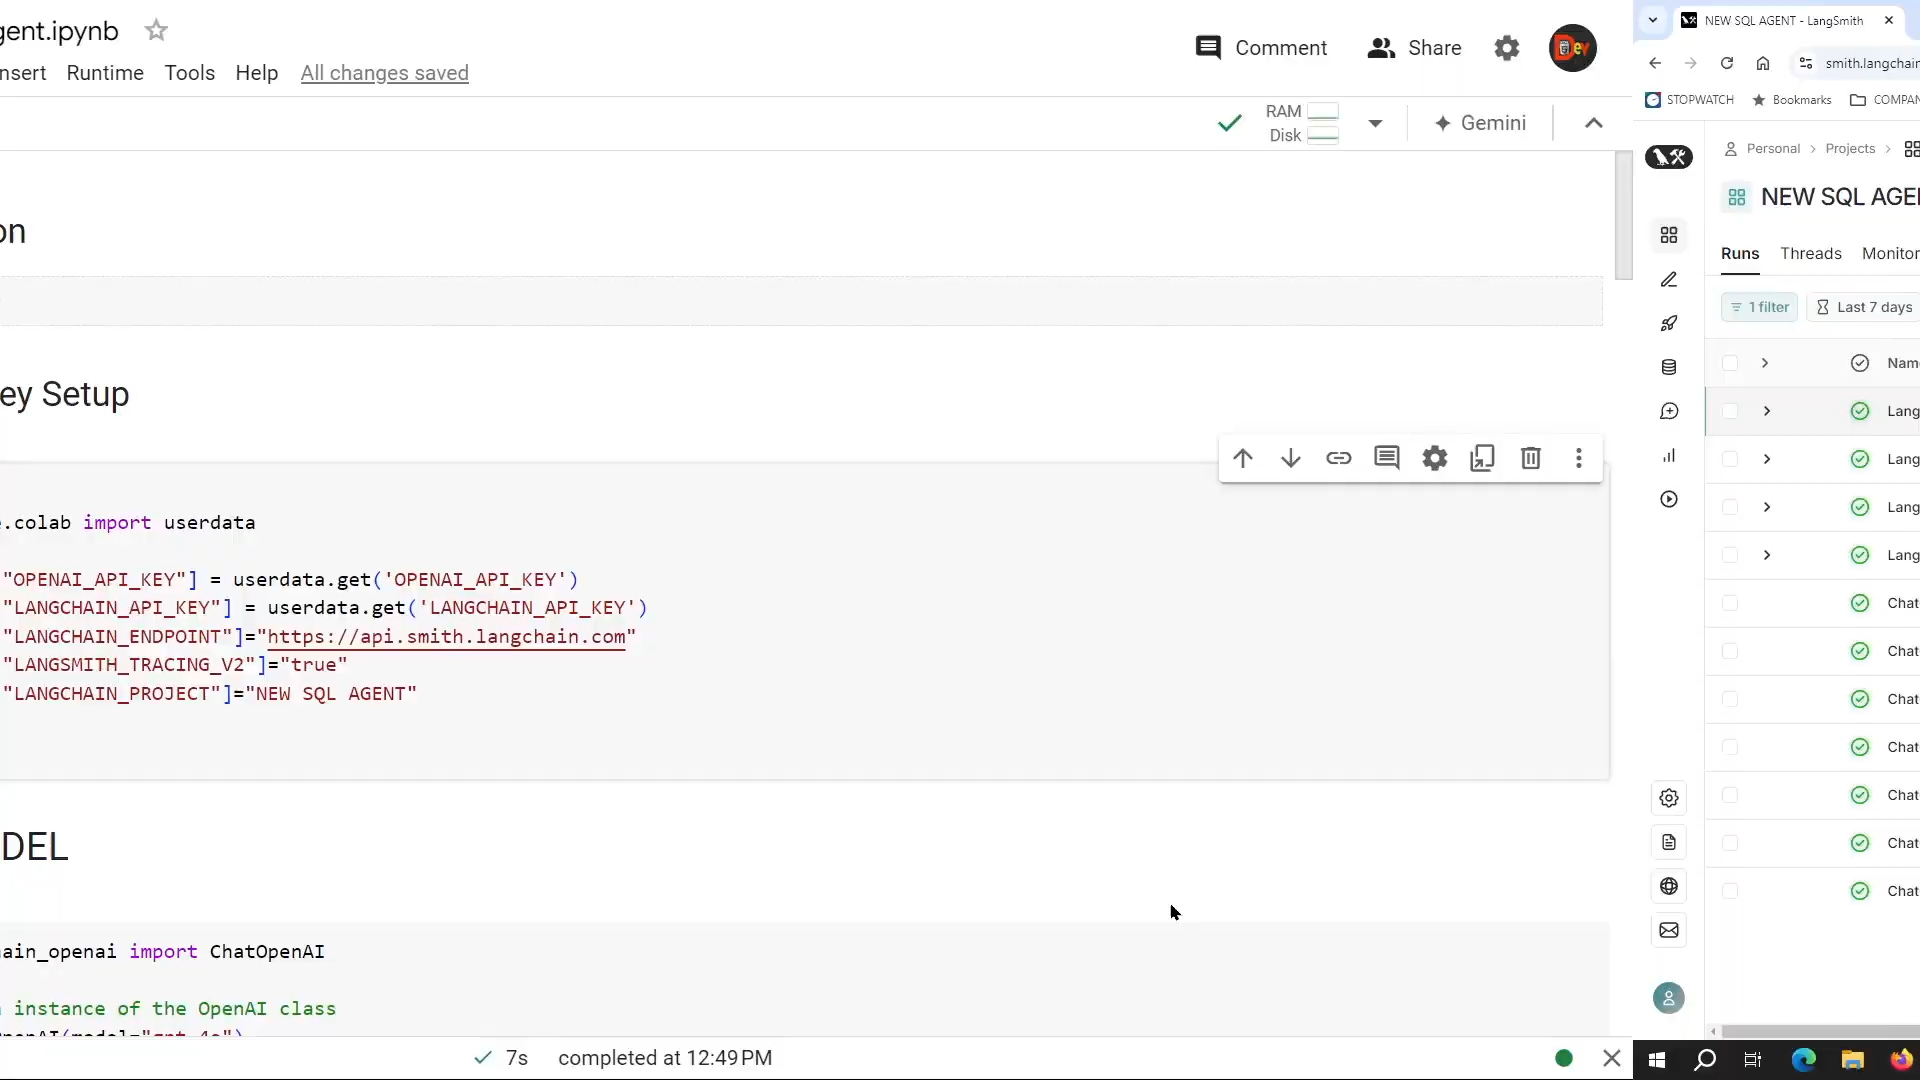 gent.ipynb
nsert Runtime Tools Help All changes saved
Comment Share
RAM
Disk
Gemini
on
ey Setup
.colab import userdata
"OPENAI_API_KEY"] = userdata.get('OPENAI_API_KEY')
"LANGCHAIN_API_KEY"] = userdata.get('LANGCHAIN_API_KEY')
"LANGCHAIN_ENDPOINT"]="https://api.smith.langchain.com"
"LANGSMITH_TRACING_V2"]="true"
"LANGCHAIN_PROJECT"]="NEW SQL AGENT"
DEL
ain_openai import ChatOpenAI
instance of the OpenAI class
penAI(model="gpt-4o")
7s completed at 12:49 PM
NEW SQL AGENT - LangSmith
smith.langchain
STOPWATCH Bookmarks COMPAN
Personal > Projects >
NEW SQL AGE
Runs Threads Monitor
1 filter Last 7 days
Nam
Lang
Lang
Lang
Lang
Chat
Chat
Chat
Chat
Chat
Chat
Chat